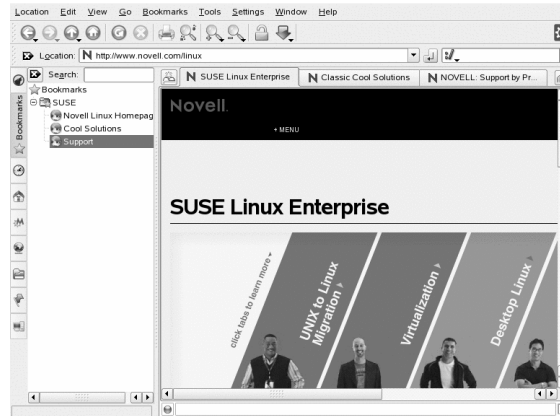 Location Edit View Go Bookmarks Tools Settings Window Help
Location: N http://www.novell.com/linux
Search:
N SUSE Linux Enterprise
N Classic Cool Solutions
N NOVELL: Support by Pr...
Bookmarks
Bookmarks
SUSE
Novell Linux Homepag
Cool Solutions
Support
Novell.
+ MENU
SUSE Linux Enterprise
click tabs to learn more
UNIX to Linux
Migration
Virtualization
Desktop Linux